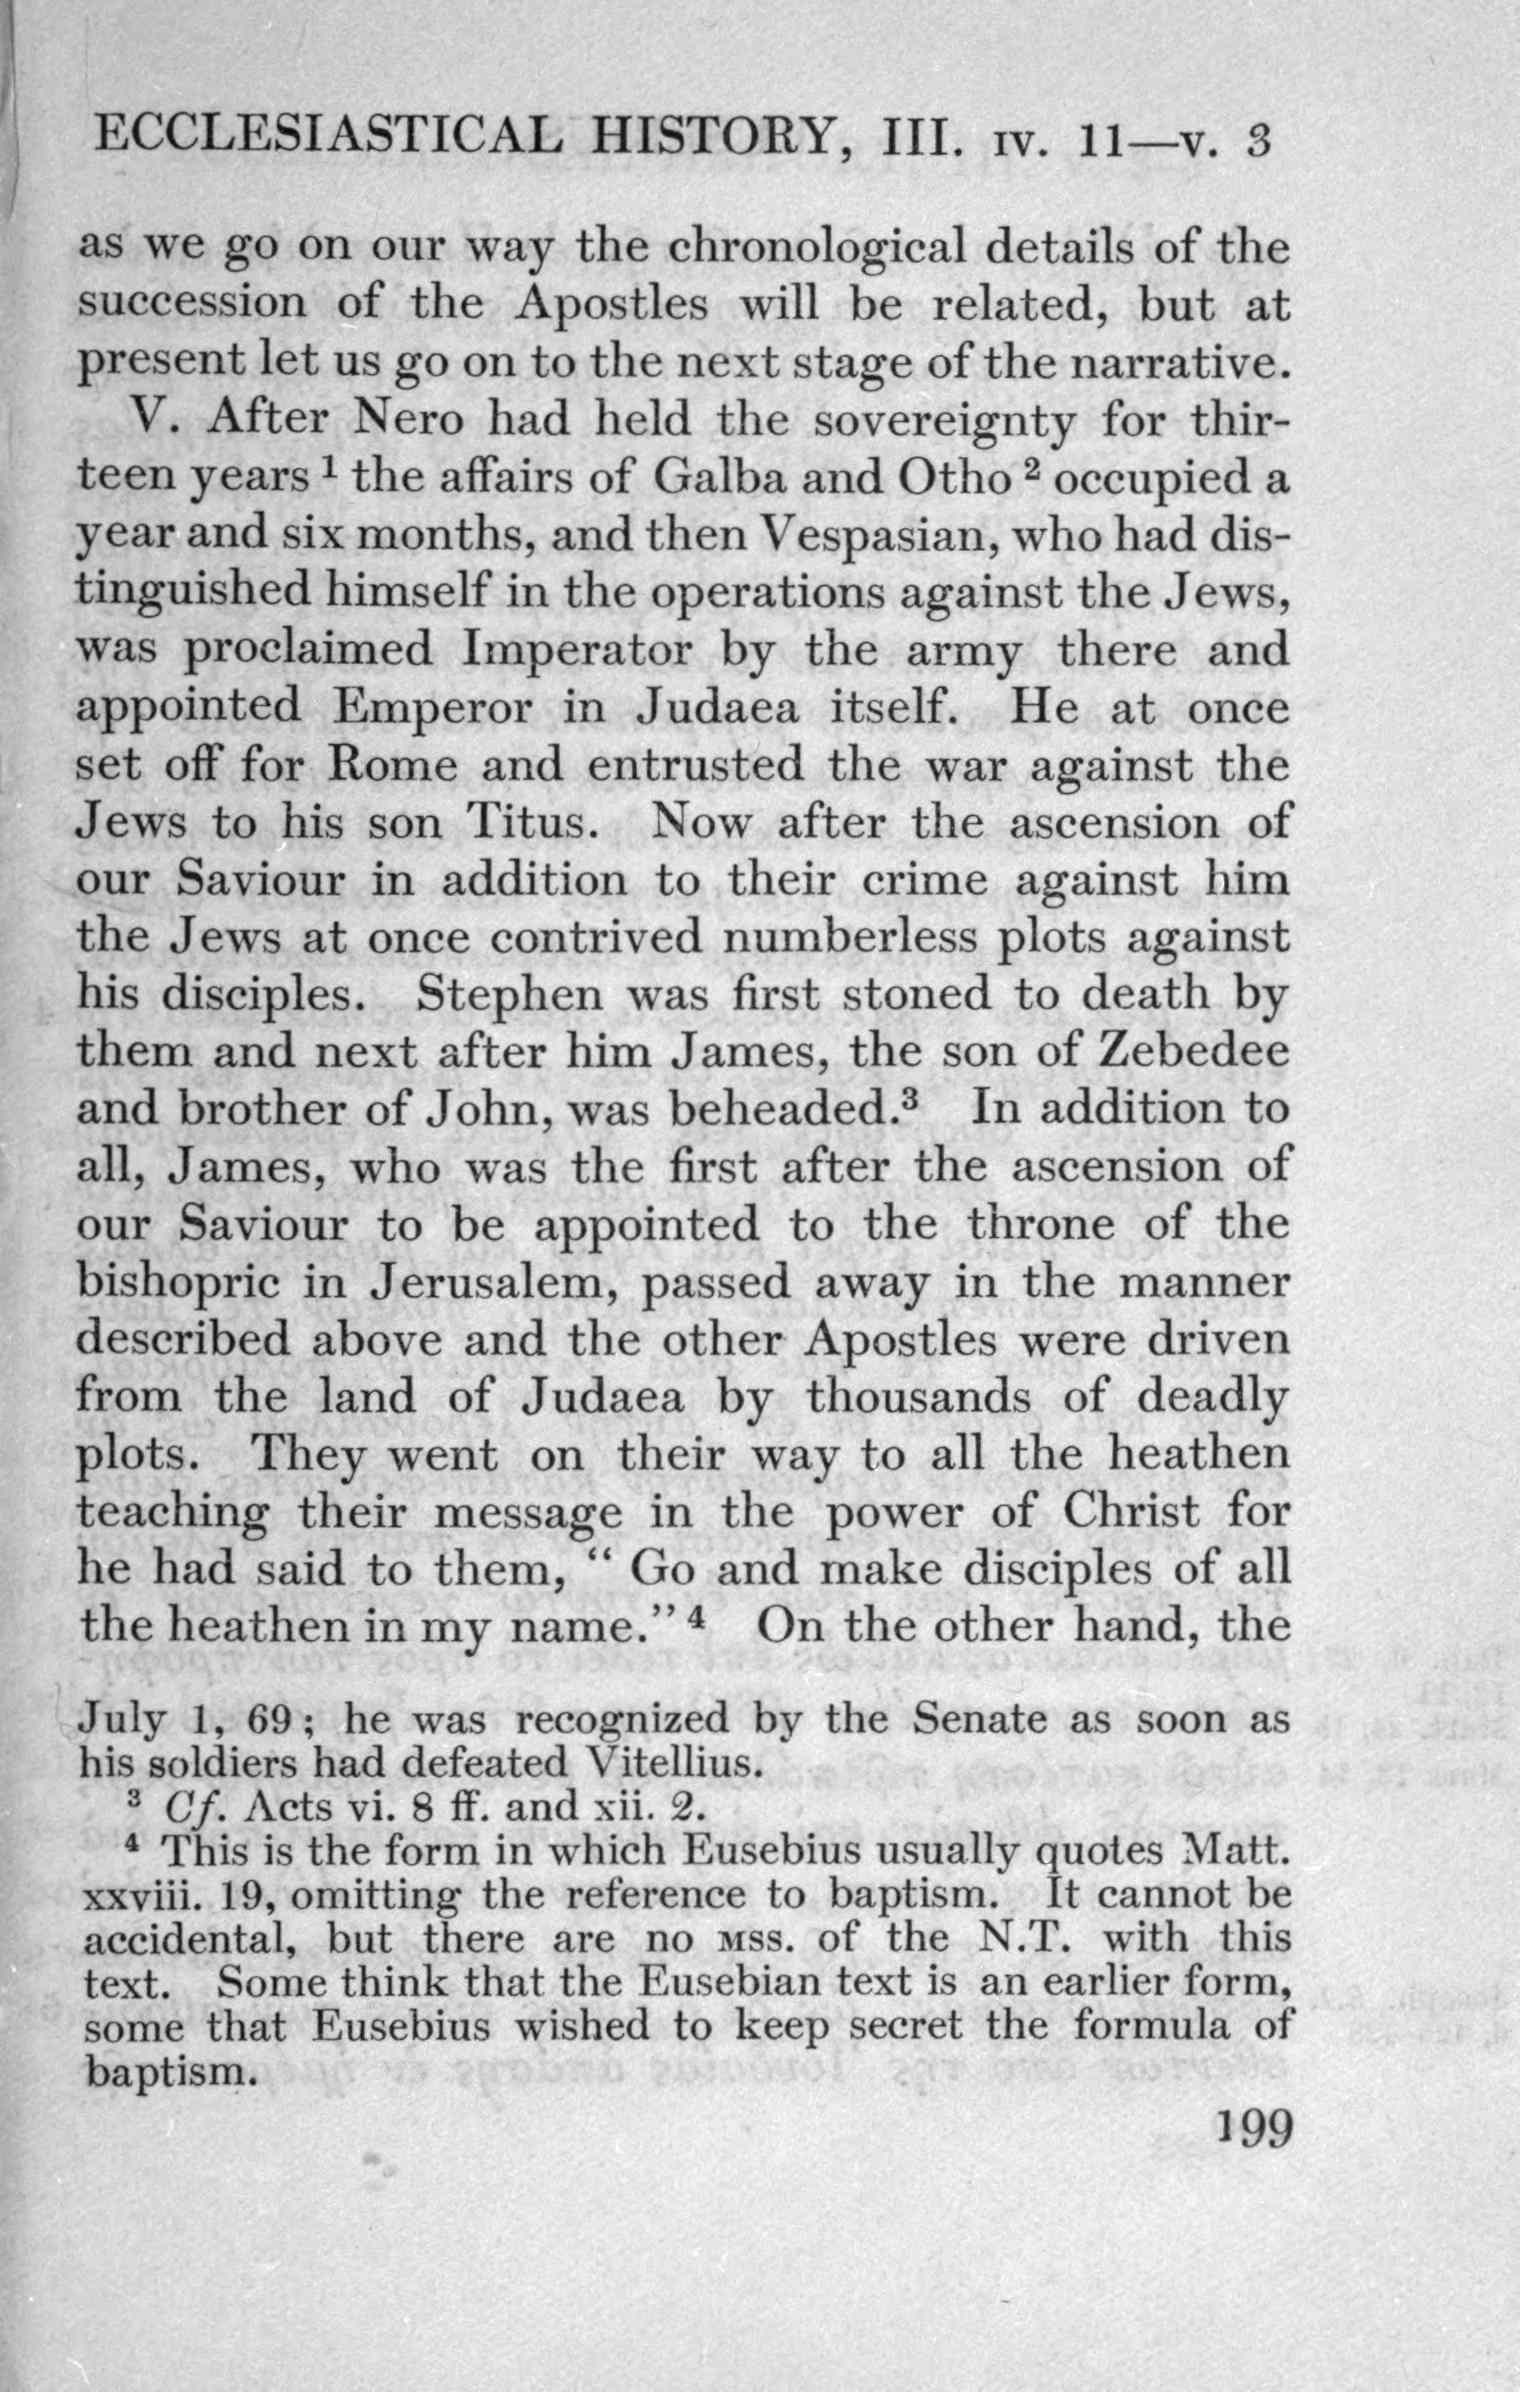 ECCLESIASTICAL HISTORY, III. IV. 11—V. 3
as we go on our way the chronological details of the
succession of the Apostles will be related, but at
present let us go on to the next stage of the narrative.
V. After Nero had held the sovereignty for thir-
teen years ¹ the affairs of Galba and Otho ² occupied a
year and six months, and then Vespasian, who had dis-
tinguished himself in the operations against the Jews,
was proclaimed Imperator by the army there and
appointed Emperor in Judaea itself. He at once
set off for Rome and entrusted the war against the
Jews to his son Titus. Now after the ascension of
our Saviour in addition to their crime against him
the Jews at once contrived numberless plots against
his disciples. Stephen was first stoned to death by
them and next after him James, the son of Zebedee
and brother of John, was beheaded.³ In addition to
all, James, who was the first after the ascension of
our Saviour to be appointed to the throne of the
bishopric in Jerusalem, passed away in the manner
described above and the other Apostles were driven
from the land of Judaea by thousands of deadly
plots. They went on their way to all the heathen
teaching their message in the power of Christ for
he had said to them, “ Go and make disciples of all
the heathen in my name.” ⁴ On the other hand, the
July 1, 69 ; he was recognized by the Senate as soon as
his soldiers had defeated Vitellius.
³ Cf. Acts vi. 8 ff. and xii. 2.
⁴ This is the form in which Eusebius usually quotes Matt.
xxviii. 19, omitting the reference to baptism. It cannot be
accidental, but there are no MSS. of the N.T. with this
text. Some think that the Eusebian text is an earlier form,
some that Eusebius wished to keep secret the formula of
baptism.
199